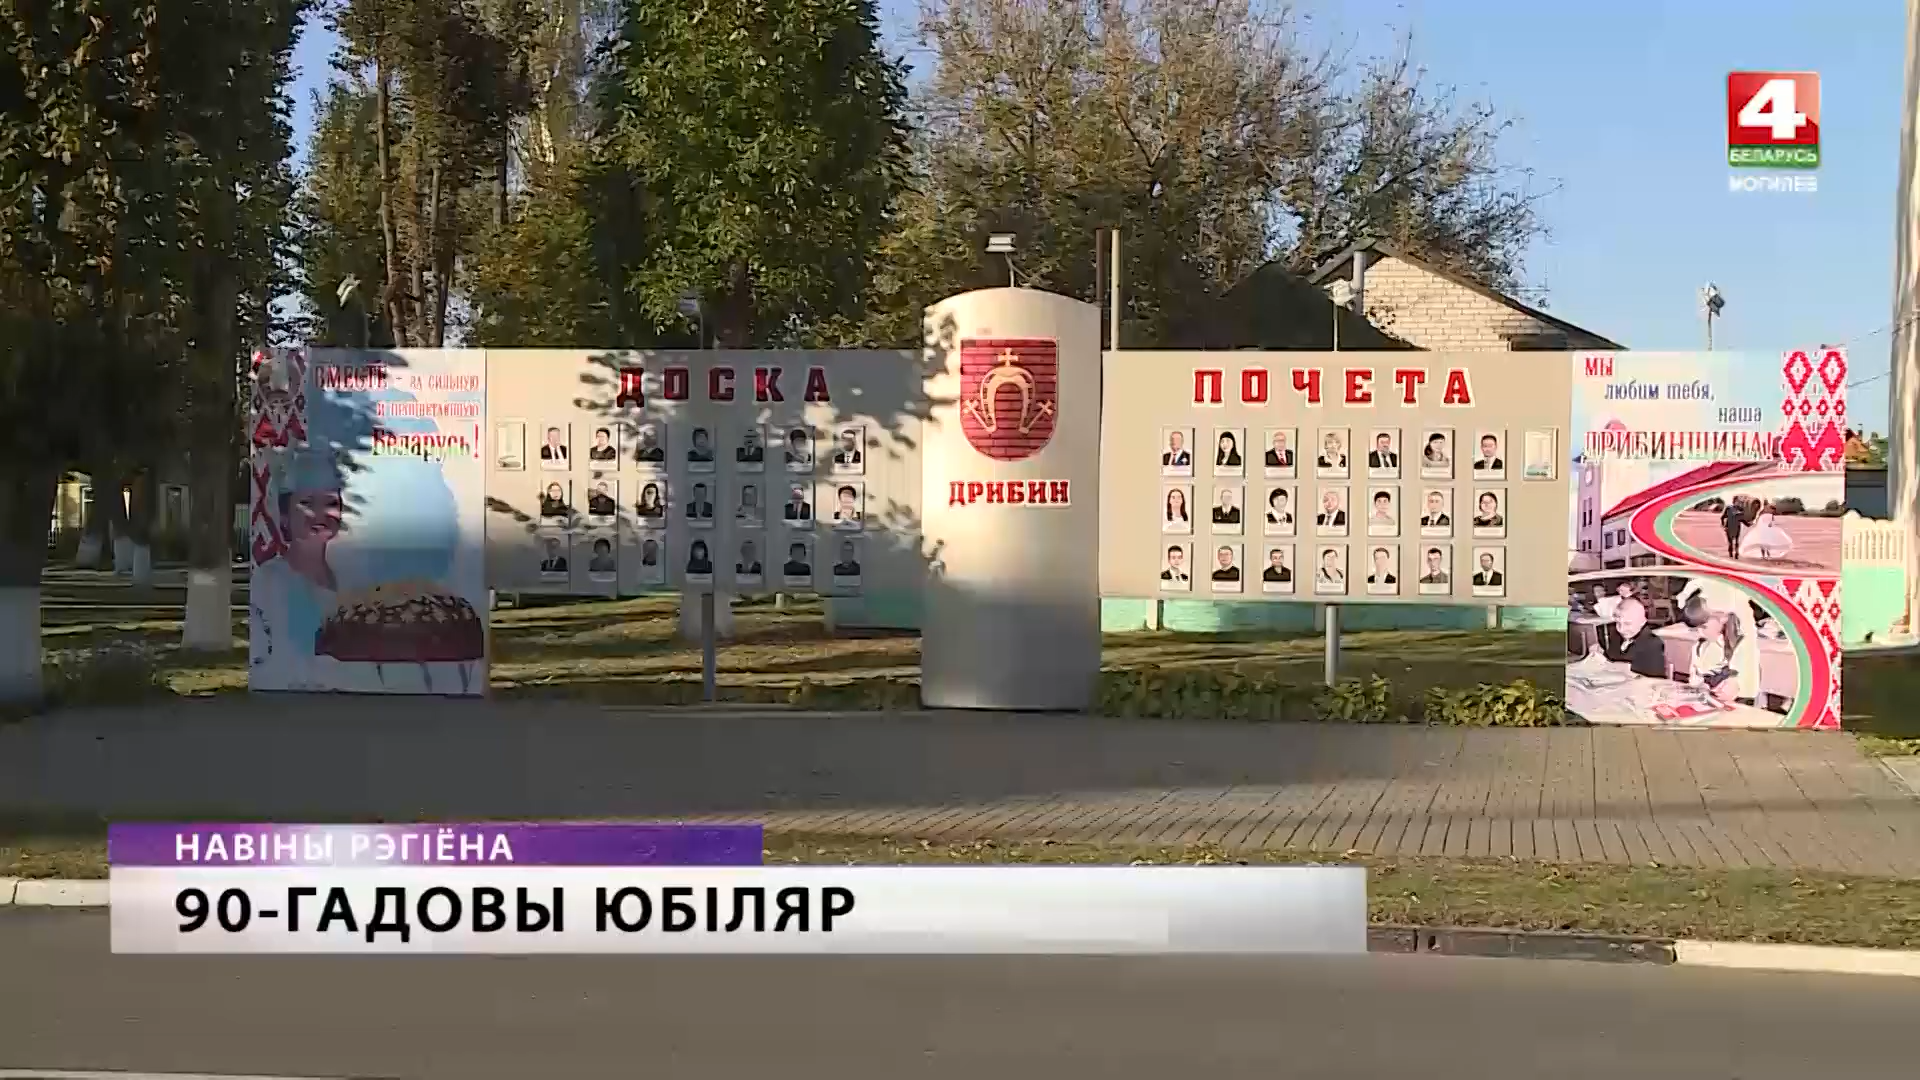 4
БЕЛАРУСЬ
МОГИЛЕВ
ВМЕСТЕ - ЗА СИЛЬНУЮ
И ПРОЦВЕТАЮЩУЮ
Беларусь!
ДОСКА ПОЧЕТА
ДРИБИН
МЫ
любим тебя,
наша
ДРИБИНЩИНА!
НАВІНЫ РЭГІЁНА
90-ГАДОВЫ ЮБІЛЯР